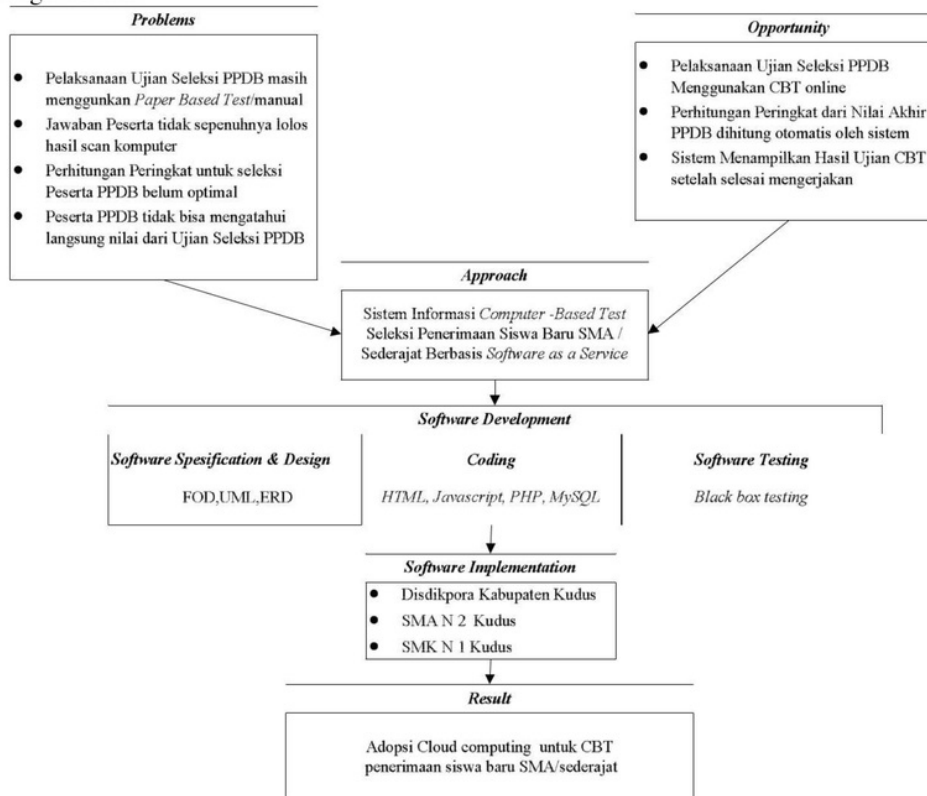 Problems
● Pelaksanaan Ujian Seleksi PPDB masih
menggunkan Paper Based Test/manual
● Jawaban Peserta tidak sepenuhnya lolos
hasil scan komputer
● Perhitungan Peringkat untuk seleksi
Peserta PPDB belum optimal
● Peserta PPDB tidak bisa mengatahui
langsung nilai dari Ujian Seleksi PPDB
Opportunity
● Pelaksanaan Ujian Seleksi PPDB
Menggunakan CBT online
● Perhitungan Peringkat dari Nilai Akhir
PPDB dihitung otomatis oleh sistem
● Sistem Menampilkan Hasil Ujian CBT
setelah selesai mengerjakan
Approach
Sistem Informasi Computer -Based Test
Seleksi Penerimaan Siswa Baru SMA /
Sederajat Berbasis Software as a Service
Software Development
Software Spesification & Design
FOD,UML,ERD
Coding
HTML, Javascript, PHP, MySQL
Software Testing
Black box testing
Software Implementation
● Disdikpora Kabupaten Kudus
● SMA N 2 Kudus
● SMK N 1 Kudus
Result
Adopsi Cloud computing untuk CBT
penerimaan siswa baru SMA/sederajat